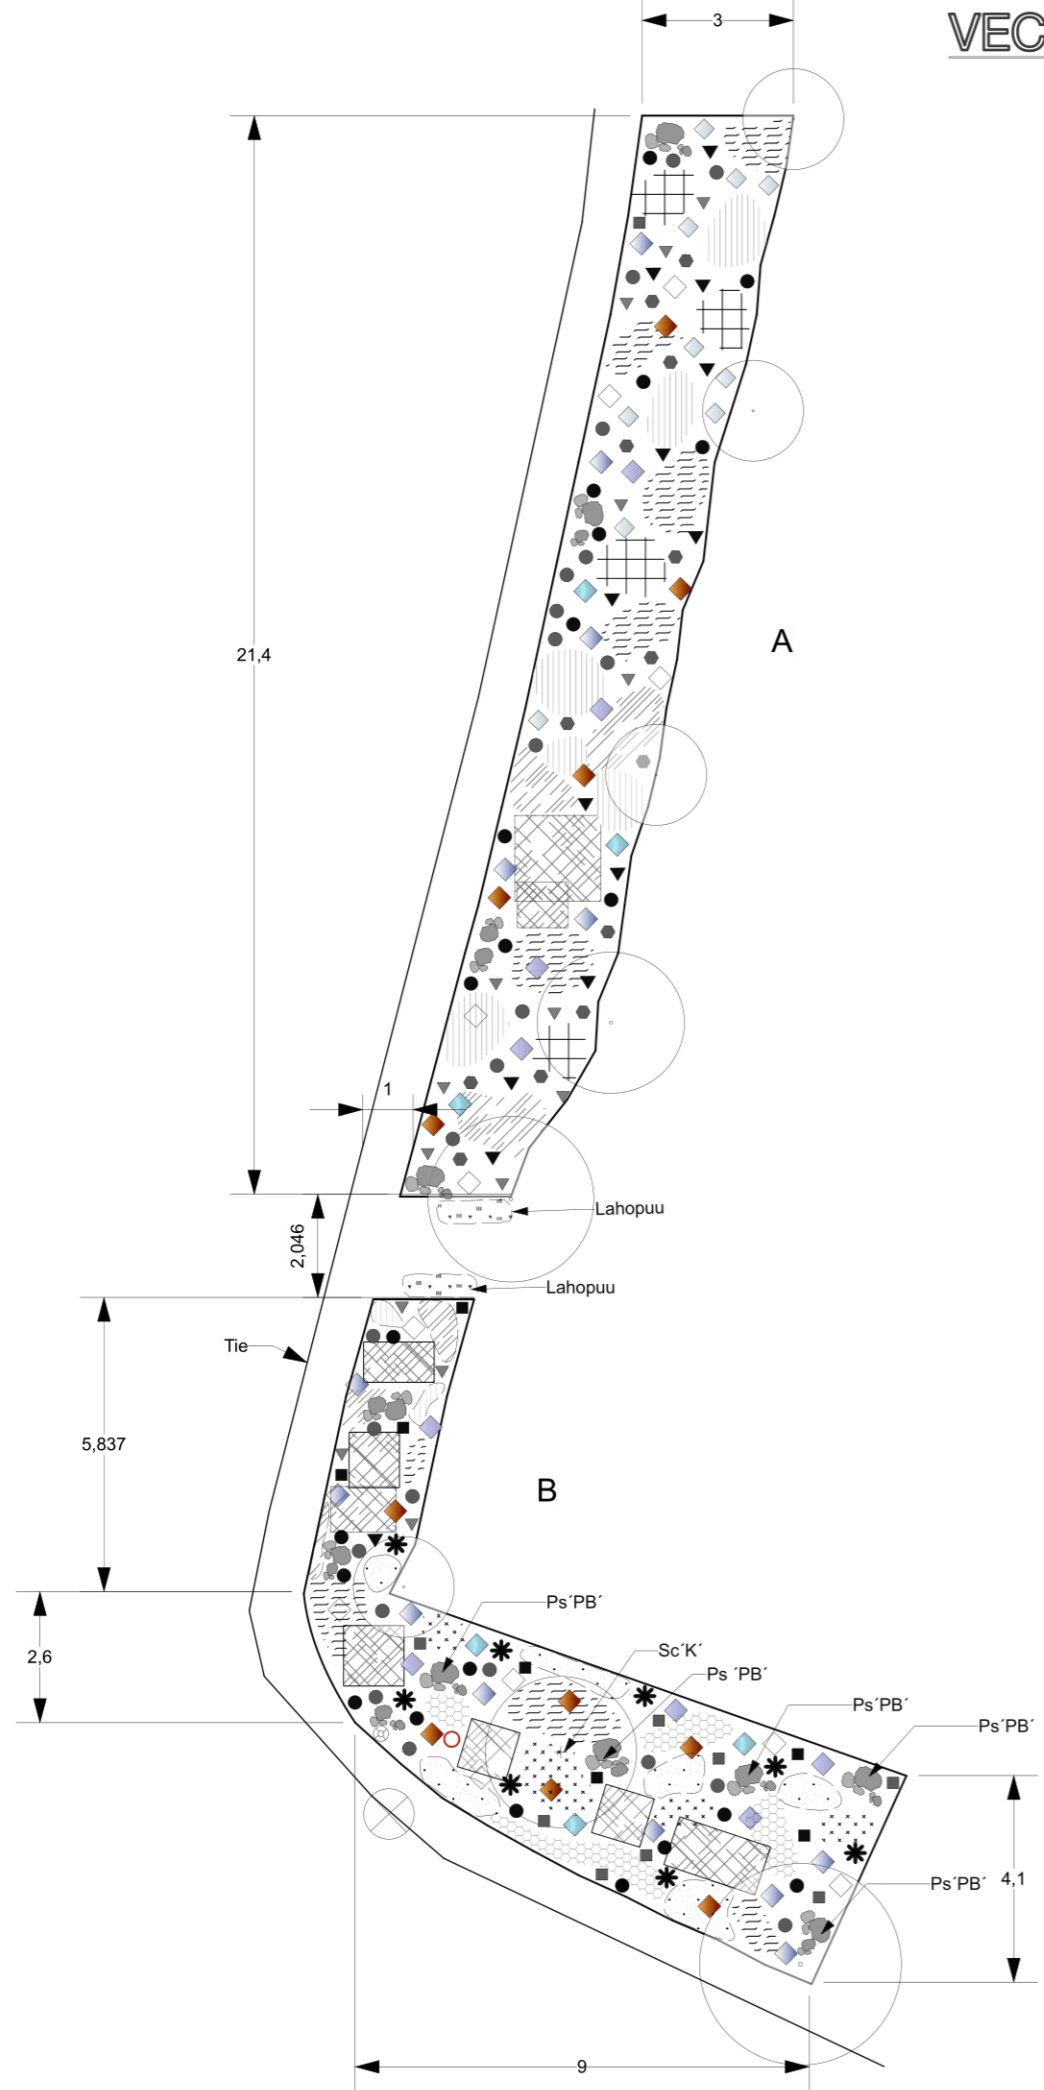 3
VEC
21,4
A
1
Lahopuu
2,046
Lahopuu
Tie
5,837
B
Ps´PB´
2,6
Sc´K´
Ps ´PB´
Ps´PB´
Ps´PB´
Ps´PB´
4,1
9